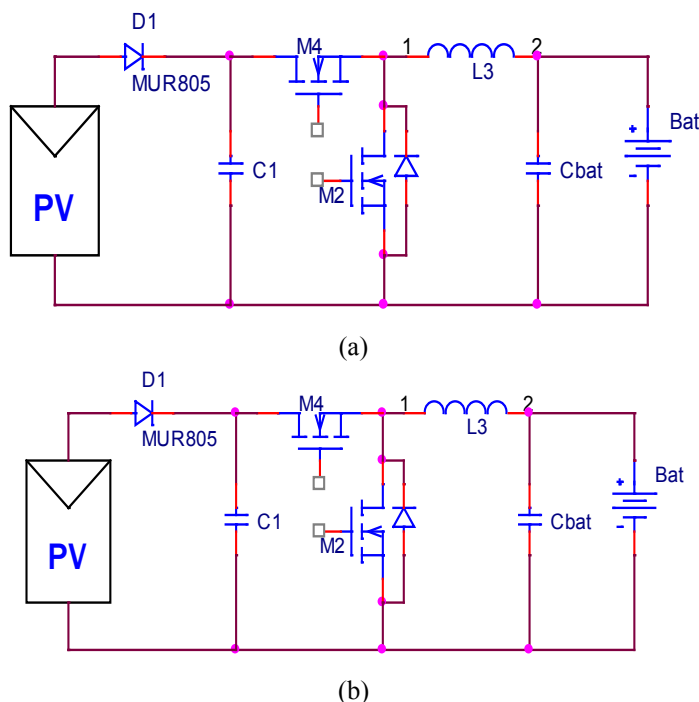 D1
M4
1
2
MUR805
L3
Bat
+
C1
Cbat
PV
M2
-
(a)
D1
M4
1
2
MUR805
L3
Bat
+
C1
Cbat
PV
M2
-
(b)